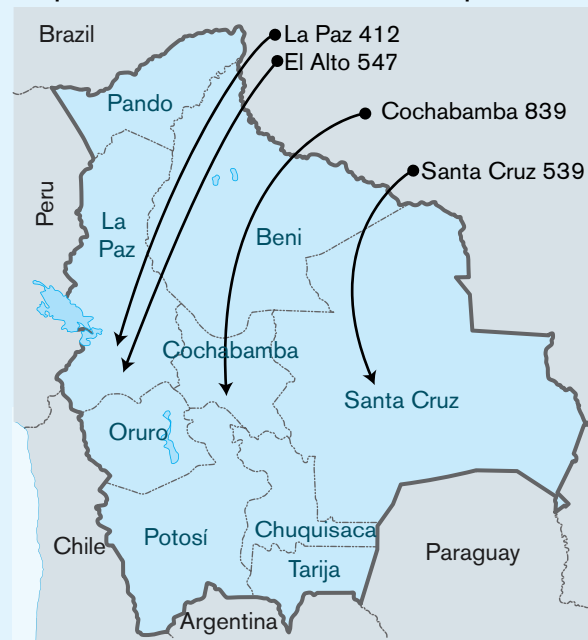 Brazil
La Paz 412
El Alto 547
Pando
Cochabamba 839
Santa Cruz 539
Peru
La
Paz
Beni
Cochabamba
Santa Cruz
Oruro
Potosí
Chuquisaca
Chile
Paraguay
Tarija
Argentina